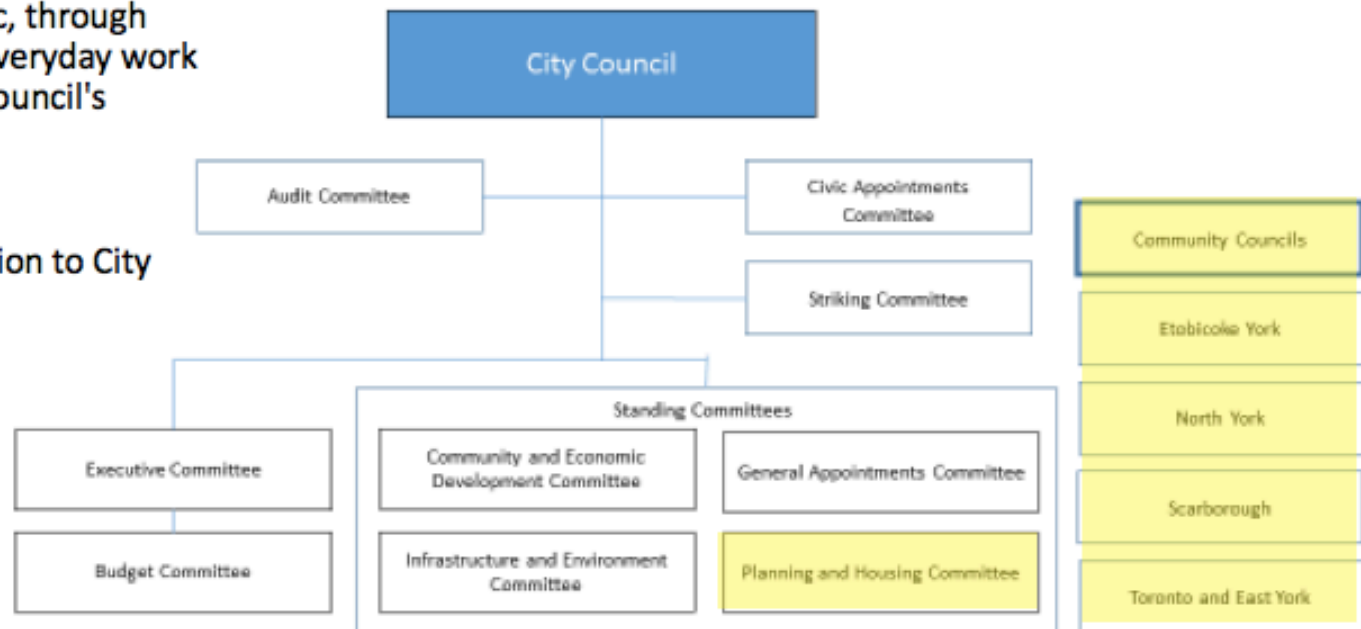 c, through
veryday work
ouncil's
ion to City
City Council
Audit Committee
Civic Appointments
Committee
Striking Committee
Community Councils
Etobicoke York
North York
Scarborough
Toronto and East York
Standing Committees
Executive Committee
Budget Committee
Community and Economic
Development Committee
General Appointments Committee
Infrastructure and Environment
Committee
Planning and Housing Committee